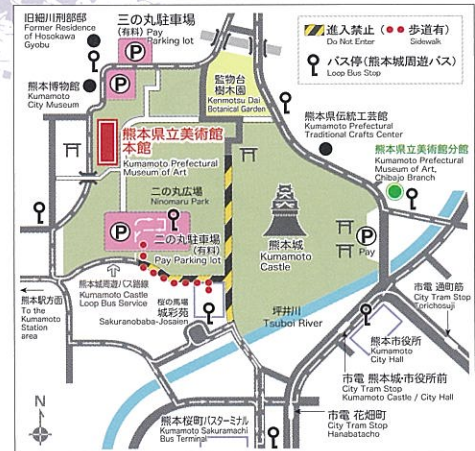 旧細川刑部邸
Former Residence
of Hosokawa
Gyobu
三の丸駐車場
(有料) Pay
Parking lot
P
P
進入禁止 (歩道有)
Do Not Enter
Sidewalk
バス停(熊本城周遊バス)
Loop Bus Stop
監物台
樹木園
Kenmotsu Dai
Botanical Garden
熊本博物館
Kumamoto
City Museum
熊本県立美術館
本館
Kumamoto Prefectural
Museum of Art
熊本県伝統工芸館
Kumamoto Prefectural
Traditional Crafts Center
熊本県立美術館分館
Kumamoto Prefectural
Museum of Art,
Chibajo Branch
二の丸広場
Ninomaru Park
P
二の丸駐車場
(有料)
Pay Parking lot
熊本城
Kumamoto
Castle
P
Pay
熊本城周遊バス路線
Kumamoto Castle
Loop Bus Service
熊本駅方面
To the
Kumamoto
Station
area
桜の馬場
城彩苑
Sakuranobaba-Josaien
坪井川
Tsuboi River
市電 通町筋
City Tram Stop
Torichosuji
熊本市役所
Kumamoto
City Hall
市電 熊本城・市役所前
City Tram Stop
Kumamoto Castle / City Hall
市電 花畑町
City Tram Stop
Hanabatacho
熊本桜町バスターミナル
Kumamoto Sakuramachi
Bus Terminal
N